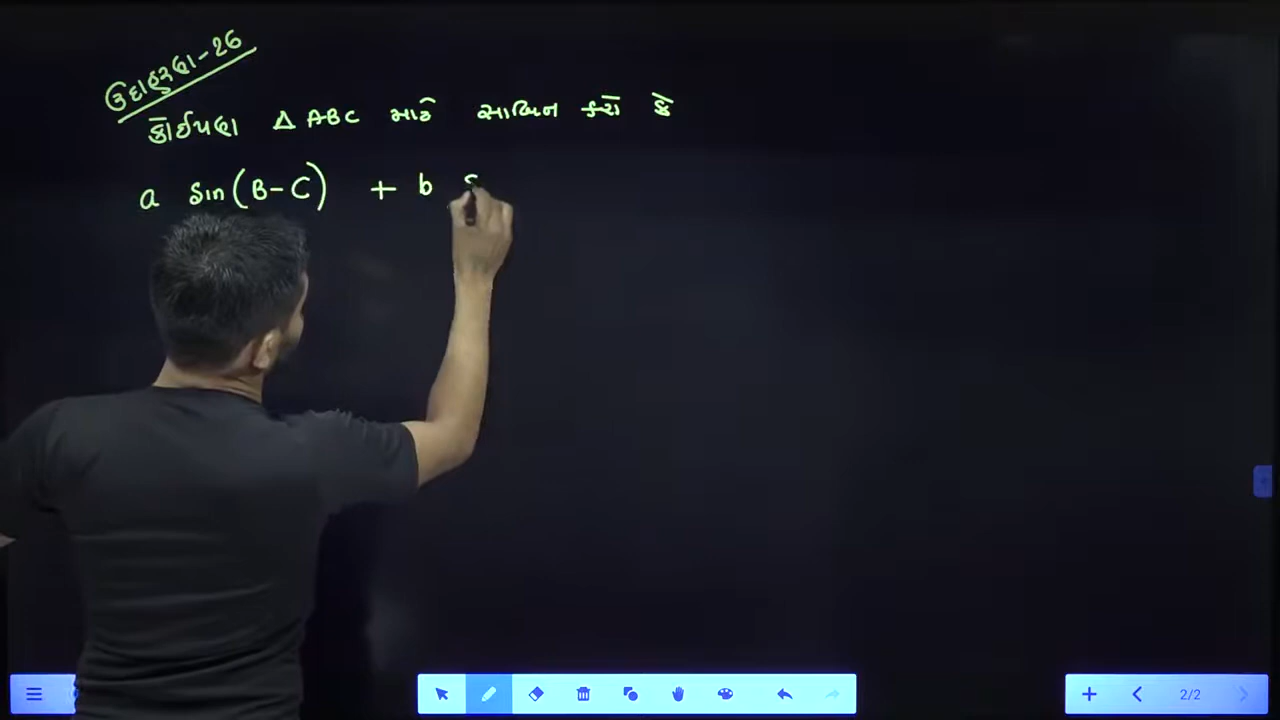 ઉદાહરણ-26
કોઈપણ Δ ABC માટે સાબિત કરો કે
a sin(B-C) + b s
2/2